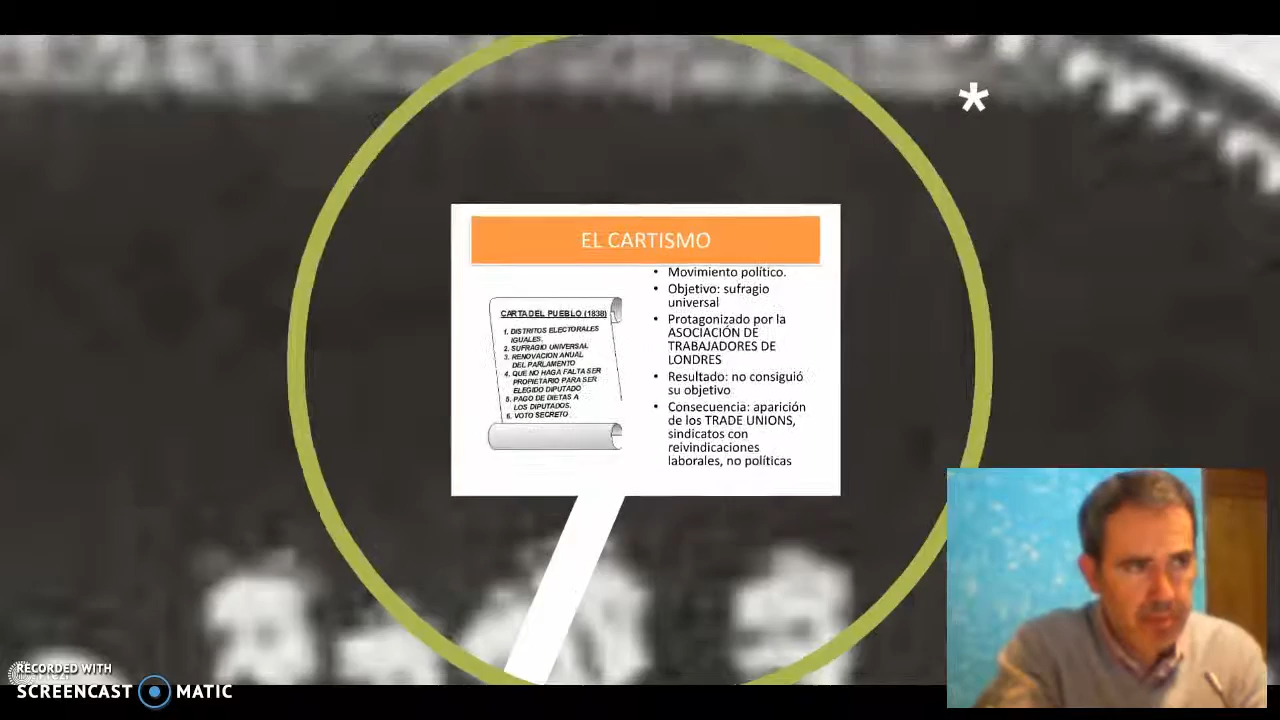 *
EL CARTISMO
CARTA DEL PUEBLO (1838)
1. DISTRITOS ELECTORALES
IGUALES.
2. SUFRAGIO UNIVERSAL
3. RENOVACION ANUAL
DEL PARLAMENTO
4. QUE NO HAGA FALTA SER
PROPIETARIO PARA SER
ELEGIDO DIPUTADO
5. PAGO DE DIETAS A
LOS DIPUTADOS.
6. VOTO SECRETO
• Movimiento político.
• Objetivo: sufragio
universal
• Protagonizado por la
ASOCIACIÓN DE
TRABAJADORES DE
LONDRES
• Resultado: no consiguió
su objetivo
• Consecuencia: aparición
de los TRADE UNIONS,
sindicatos con
reivindicaciones
laborales, no políticas
RECORDED WITH
SCREENCAST MATIC